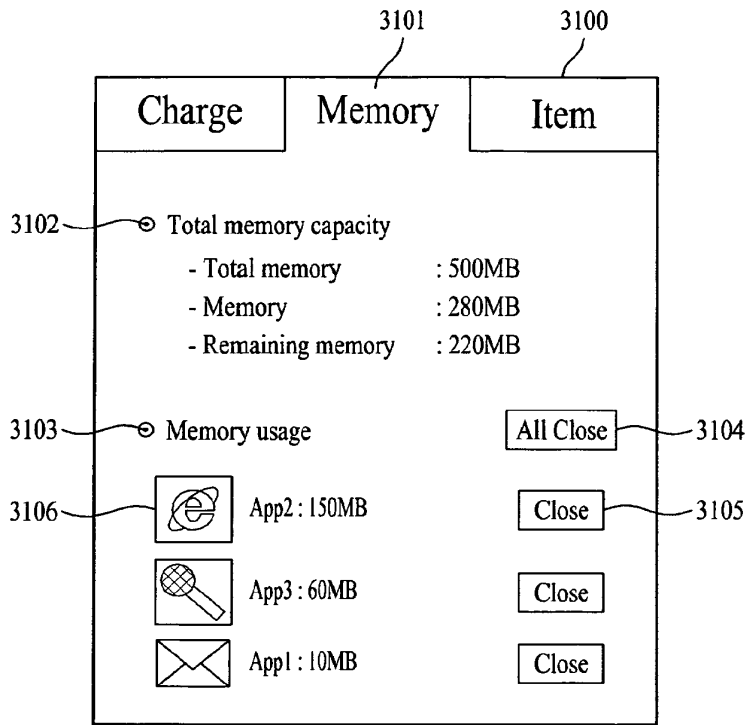 3101
3100
Charge
Memory
Item
3102
Total memory capacity
- Total memory : 500MB
- Memory : 280MB
- Remaining memory : 220MB
3103
Memory usage
All Close
3104
3106
App2 : 150MB
Close
3105
App3 : 60MB
Close
App1 : 10MB
Close